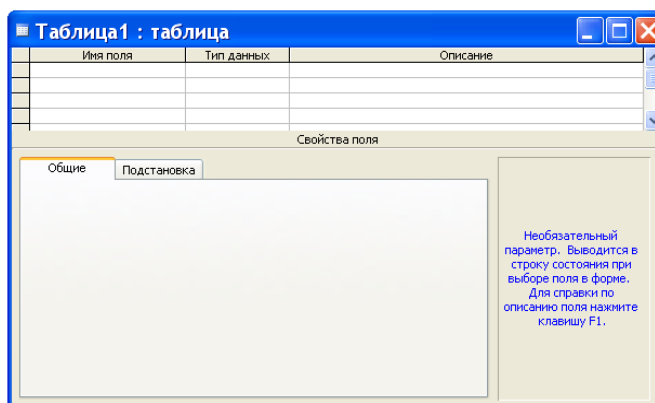 Таблица1 : таблица
Имя поля Тип данных Описание
Свойства поля
Общие Подстановка
Необязательный
параметр. Выводится в
строку состояния при
выборе поля в форме.
Для справки по
описанию поля нажмите
клавишу F1.